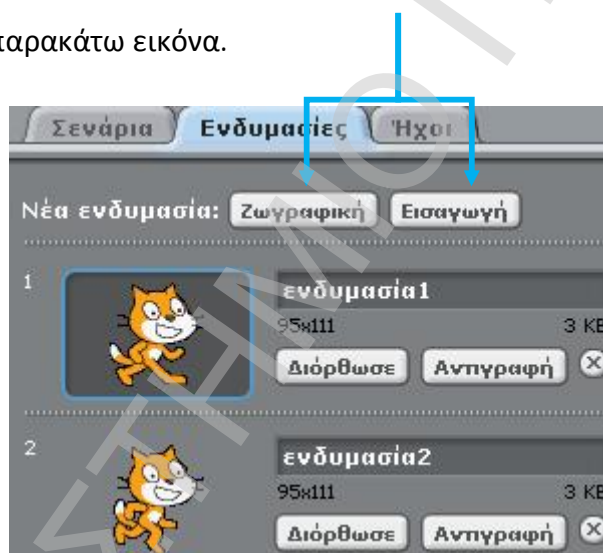 παρακάτω εικόνα.
Σενάρια Ενδυμασίες Ήχοι
Νέα ενδυμασία: Ζωγραφική Εισαγωγή
1
ενδυμασία1
95x111 3 KB
Διόρθωσε Αντιγραφή
2
ενδυμασία2
95x111 3 KB
Διόρθωσε Αντιγραφή